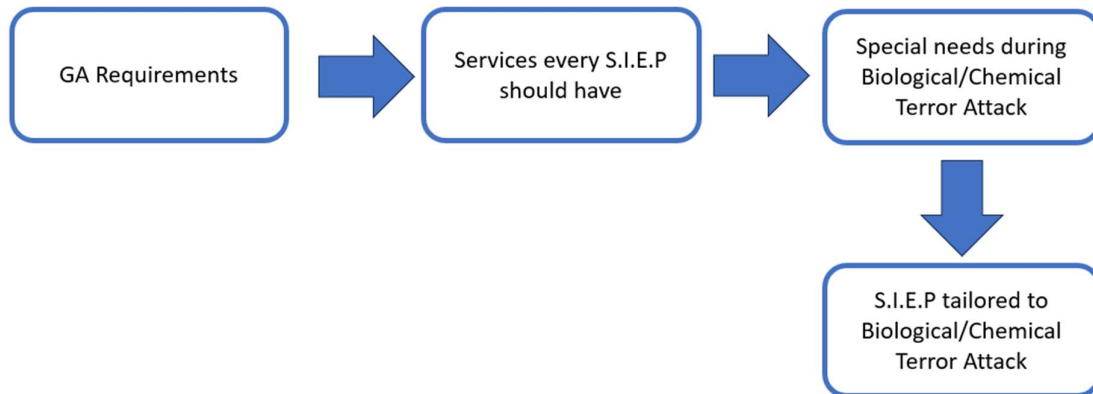 GA Requirements
Services every S.I.E.P
should have
Special needs during
Biological/Chemical
Terror Attack
S.I.E.P tailored to
Biological/Chemical
Terror Attack